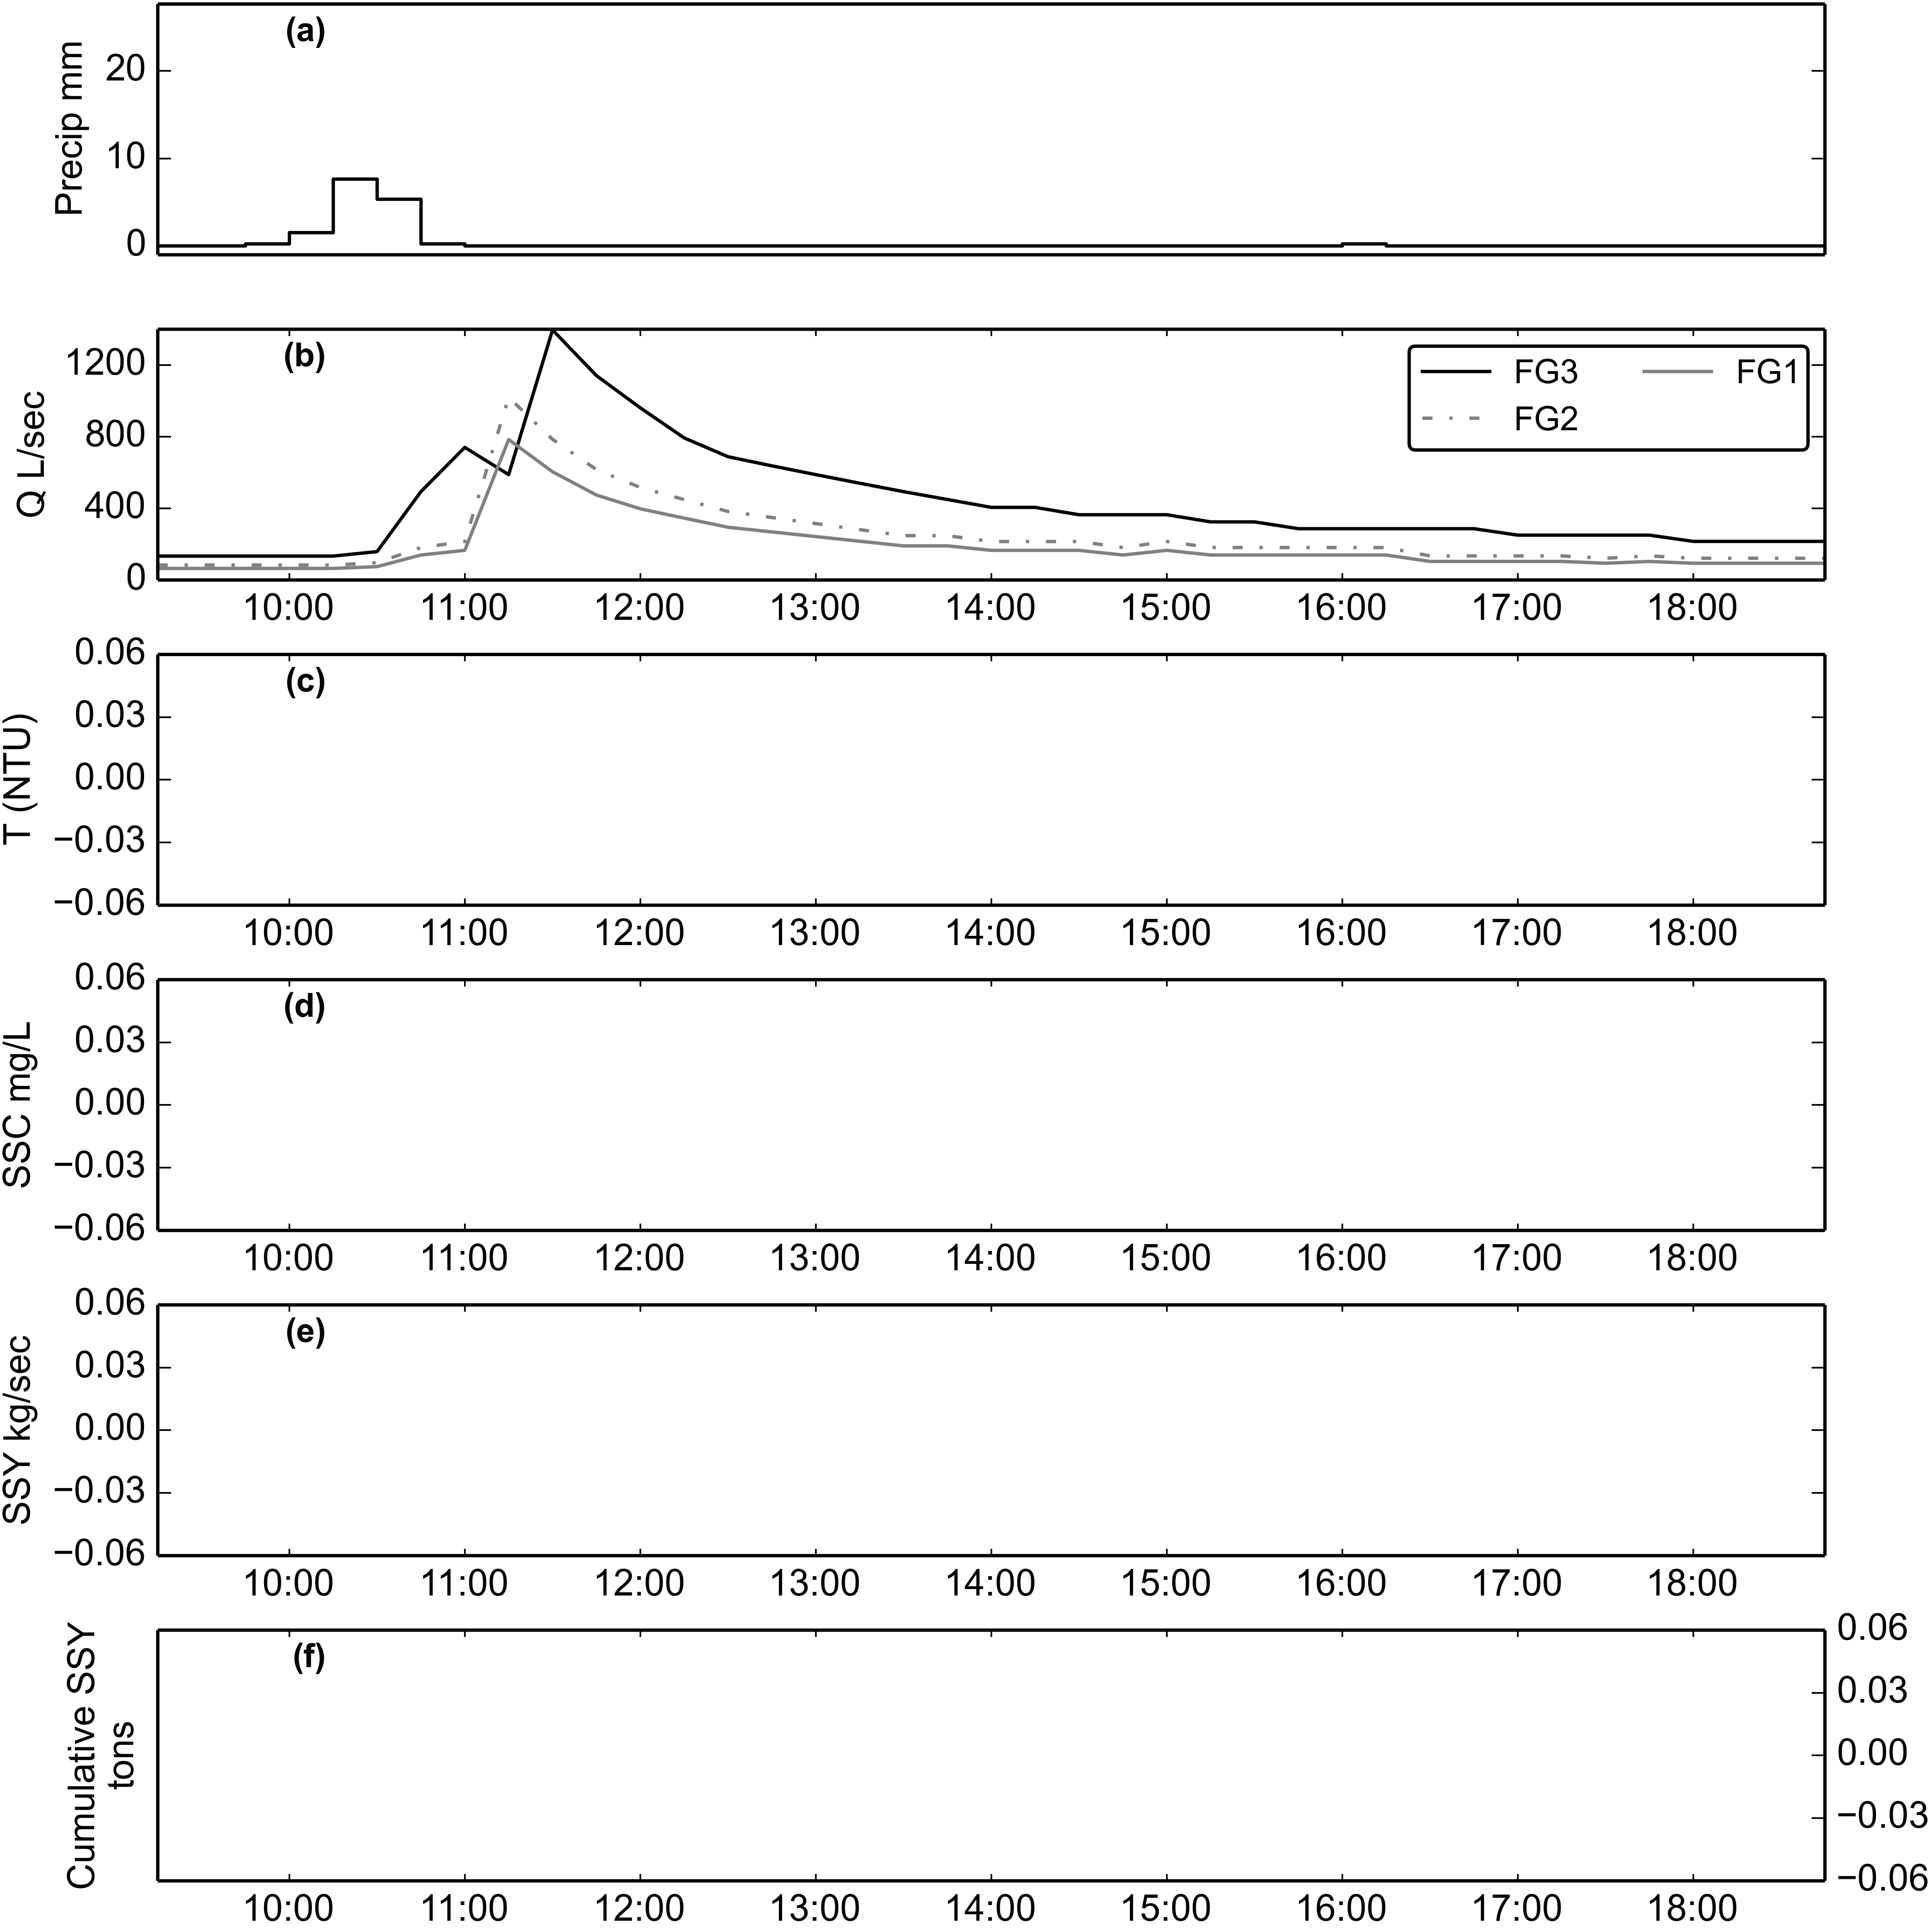 (a)
Precip mm
20
10
0
(b)
Q L/sec
1200
800
400
0
FG3 FG1
FG2
10:00 11:00 12:00 13:00 14:00 15:00 16:00 17:00 18:00
(c)
T (NTU)
0.06
0.03
0.00
−0.03
−0.06
10:00 11:00 12:00 13:00 14:00 15:00 16:00 17:00 18:00
(d)
SSC mg/L
0.06
0.03
0.00
−0.03
−0.06
10:00 11:00 12:00 13:00 14:00 15:00 16:00 17:00 18:00
(e)
SSY kg/sec
0.06
0.03
0.00
−0.03
−0.06
10:00 11:00 12:00 13:00 14:00 15:00 16:00 17:00 18:00
(f)
Cumulative SSY
tons
0.06
0.03
0.00
−0.03
−0.06
10:00 11:00 12:00 13:00 14:00 15:00 16:00 17:00 18:00